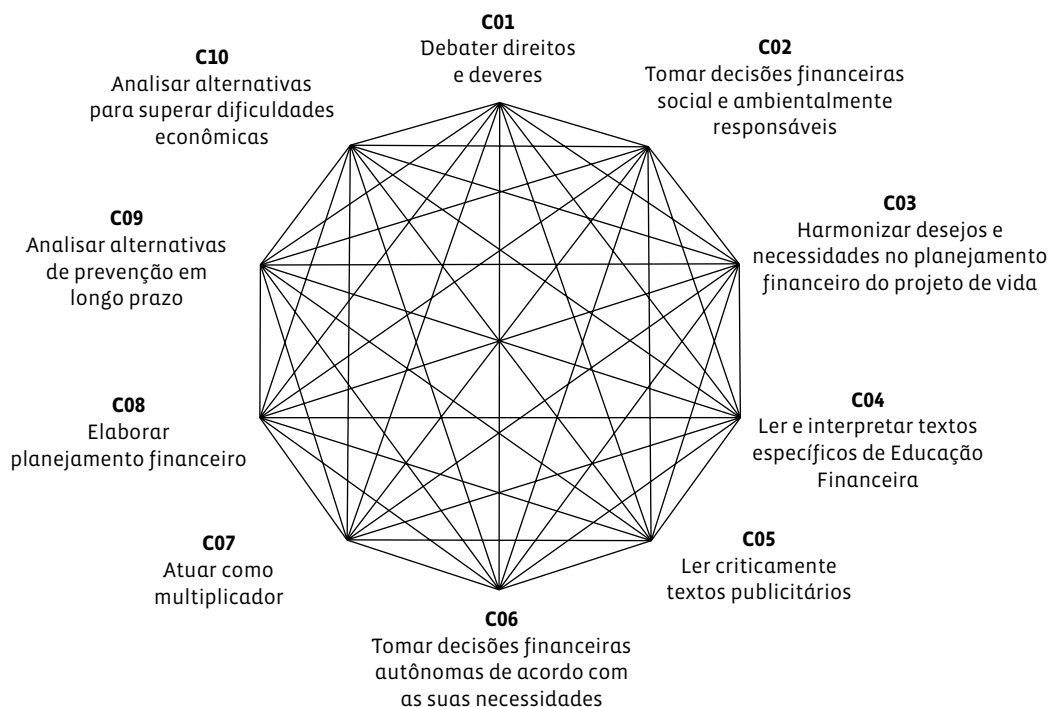 C01
Debater direitos
e deveres
C02
Tomar decisões financeiras
social e ambientalmente
responsáveis
C03
Harmonizar desejos e
necessidades no planejamento
financeiro do projeto de vida
C04
Ler e interpretar textos
específicos de Educação
Financeira
C05
Ler criticamente
textos publicitários
C06
Tomar decisões financeiras
autônomas de acordo com
as suas necessidades
C07
Atuar como
multiplicador
C08
Elaborar
planejamento financeiro
C09
Analisar alternativas
de prevenção em
longo prazo
C10
Analisar alternativas
para superar dificuldades
econômicas